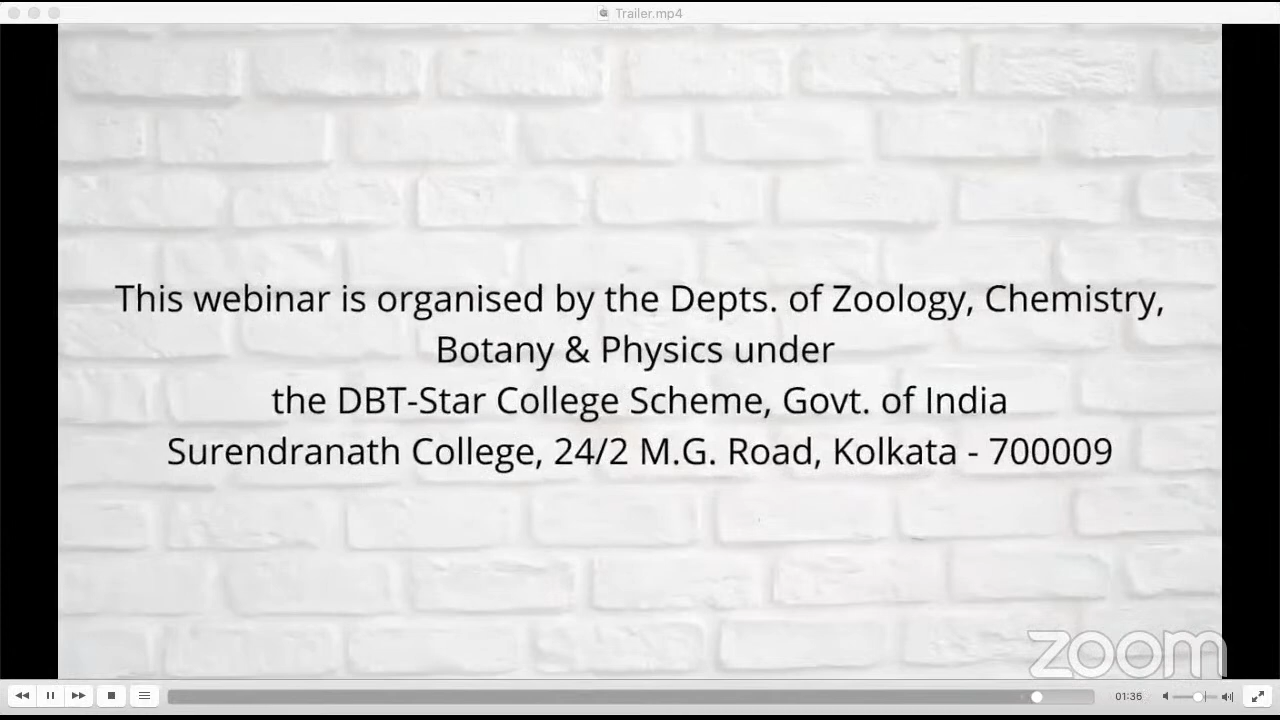 Trailer.mp4
This webinar is organised by the Depts. of Zoology, Chemistry,
Botany & Physics under
the DBT-Star College Scheme, Govt. of India
Surendranath College, 24/2 M.G. Road, Kolkata - 700009
zoom
01:36